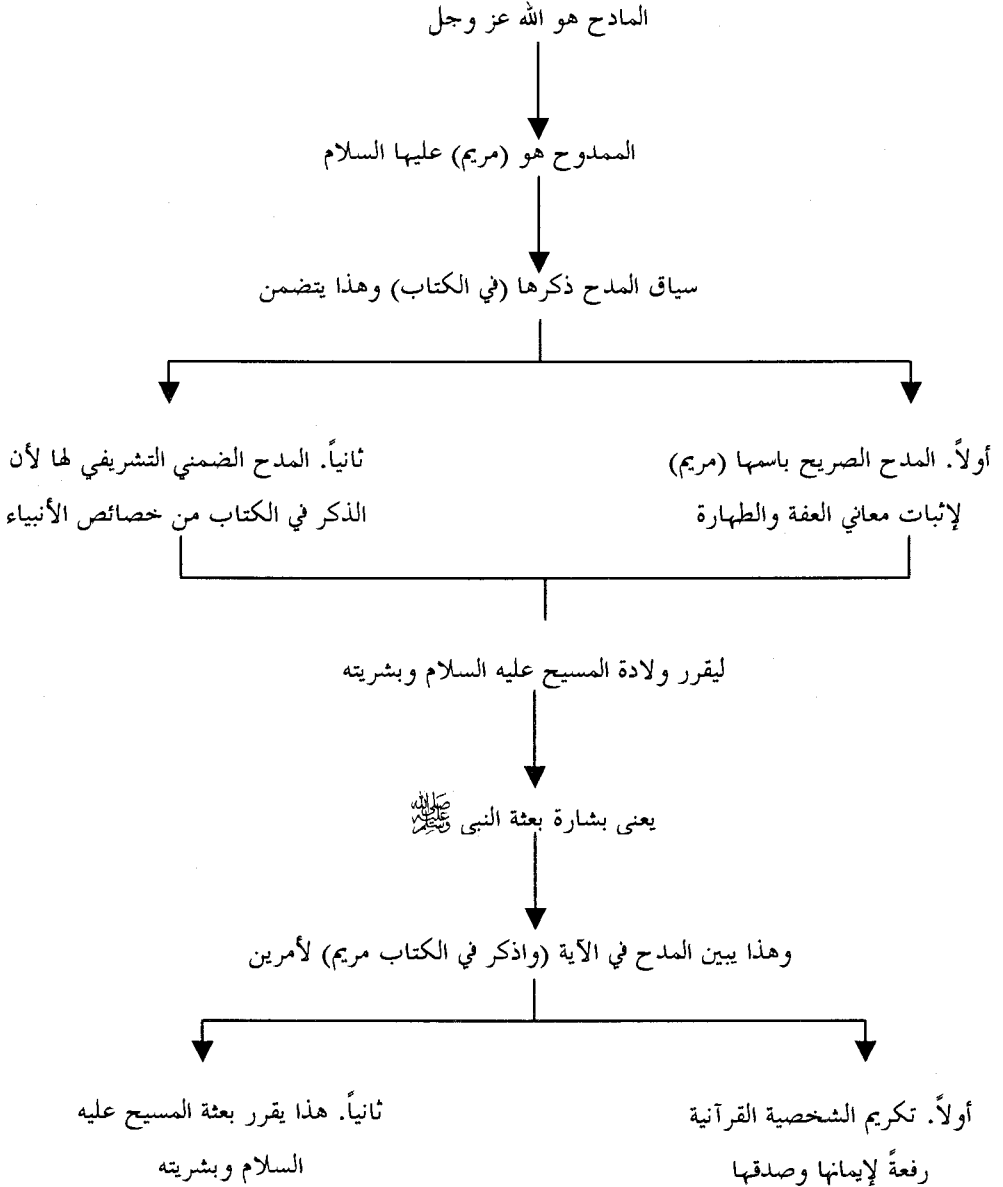 المادح هو الله عز وجل
الممدوح هو (مريم) عليها السلام
سياق المدح ذكرها (في الكتاب) وهذا يتضمن
أولاً. المدح الصريح باسمها (مريم)
لإثبات معاني العفة والطهارة
ثانياً. المدح الضمني التشريفي لها لأن
الذكر في الكتاب من خصائص الأنبياء
ليقرر ولادة المسيح عليه السلام وبشريته
يعنى بشارة بعثة النبى ﷺ
وهذا يبين المدح في الآية (واذكر في الكتاب مريم) لأمرين
أولاً. تكريم الشخصية القرآنية
رفعةً لإيمانها وصدقها
ثانياً. هذا يقرر بعثة المسيح عليه
السلام وبشريته